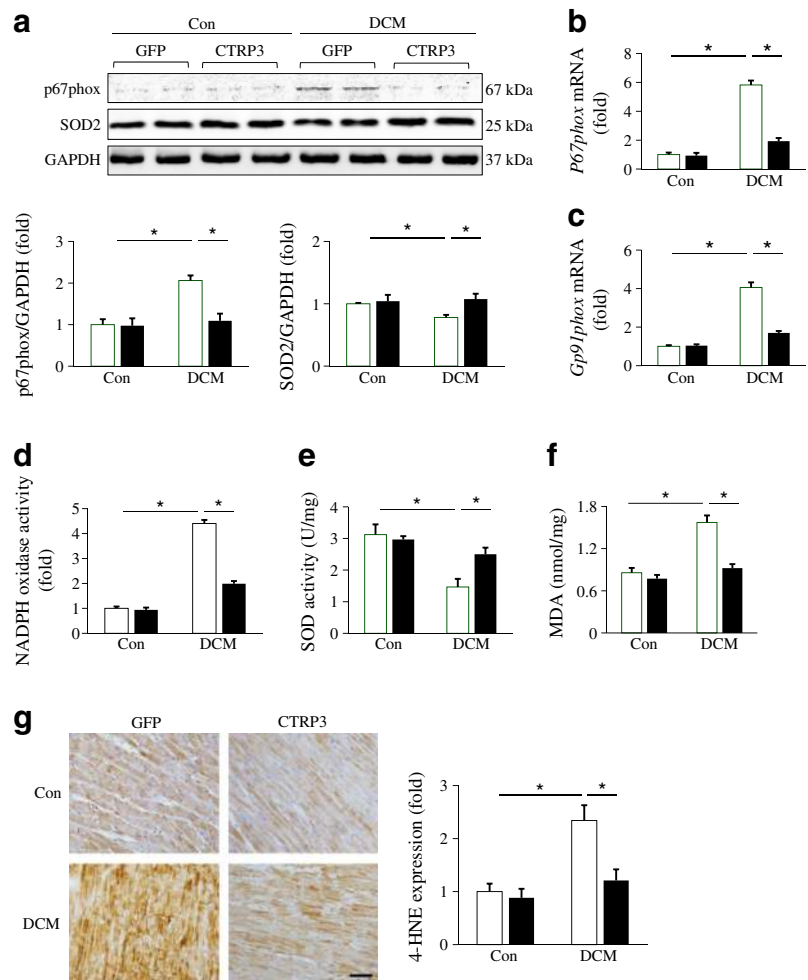 a
Con
DCM
GFP
CTRP3
GFP
CTRP3
p67phox
67 kDa
SOD2
25 kDa
GAPDH
37 kDa
p67phox/GAPDH (fold)
3
2
1
0
*
*
Con
DCM
SOD2/GAPDH (fold)
2
1
0
*
*
Con
DCM
b
P67phox mRNA
(fold)
8
6
4
2
0
*
*
Con
DCM
c
Gp91phox mRNA
(fold)
6
4
2
0
*
*
Con
DCM
d
NADPH oxidase activity
(fold)
5
4
3
2
1
0
*
*
Con
DCM
e
SOD activity (U/mg)
4
3
2
1
0
*
*
Con
DCM
f
MDA (nmol/mg)
1.8
1.2
0.6
0
*
*
Con
DCM
g
GFP
CTRP3
Con
DCM
4-HNE expression (fold)
3
2
1
0
*
*
Con
DCM